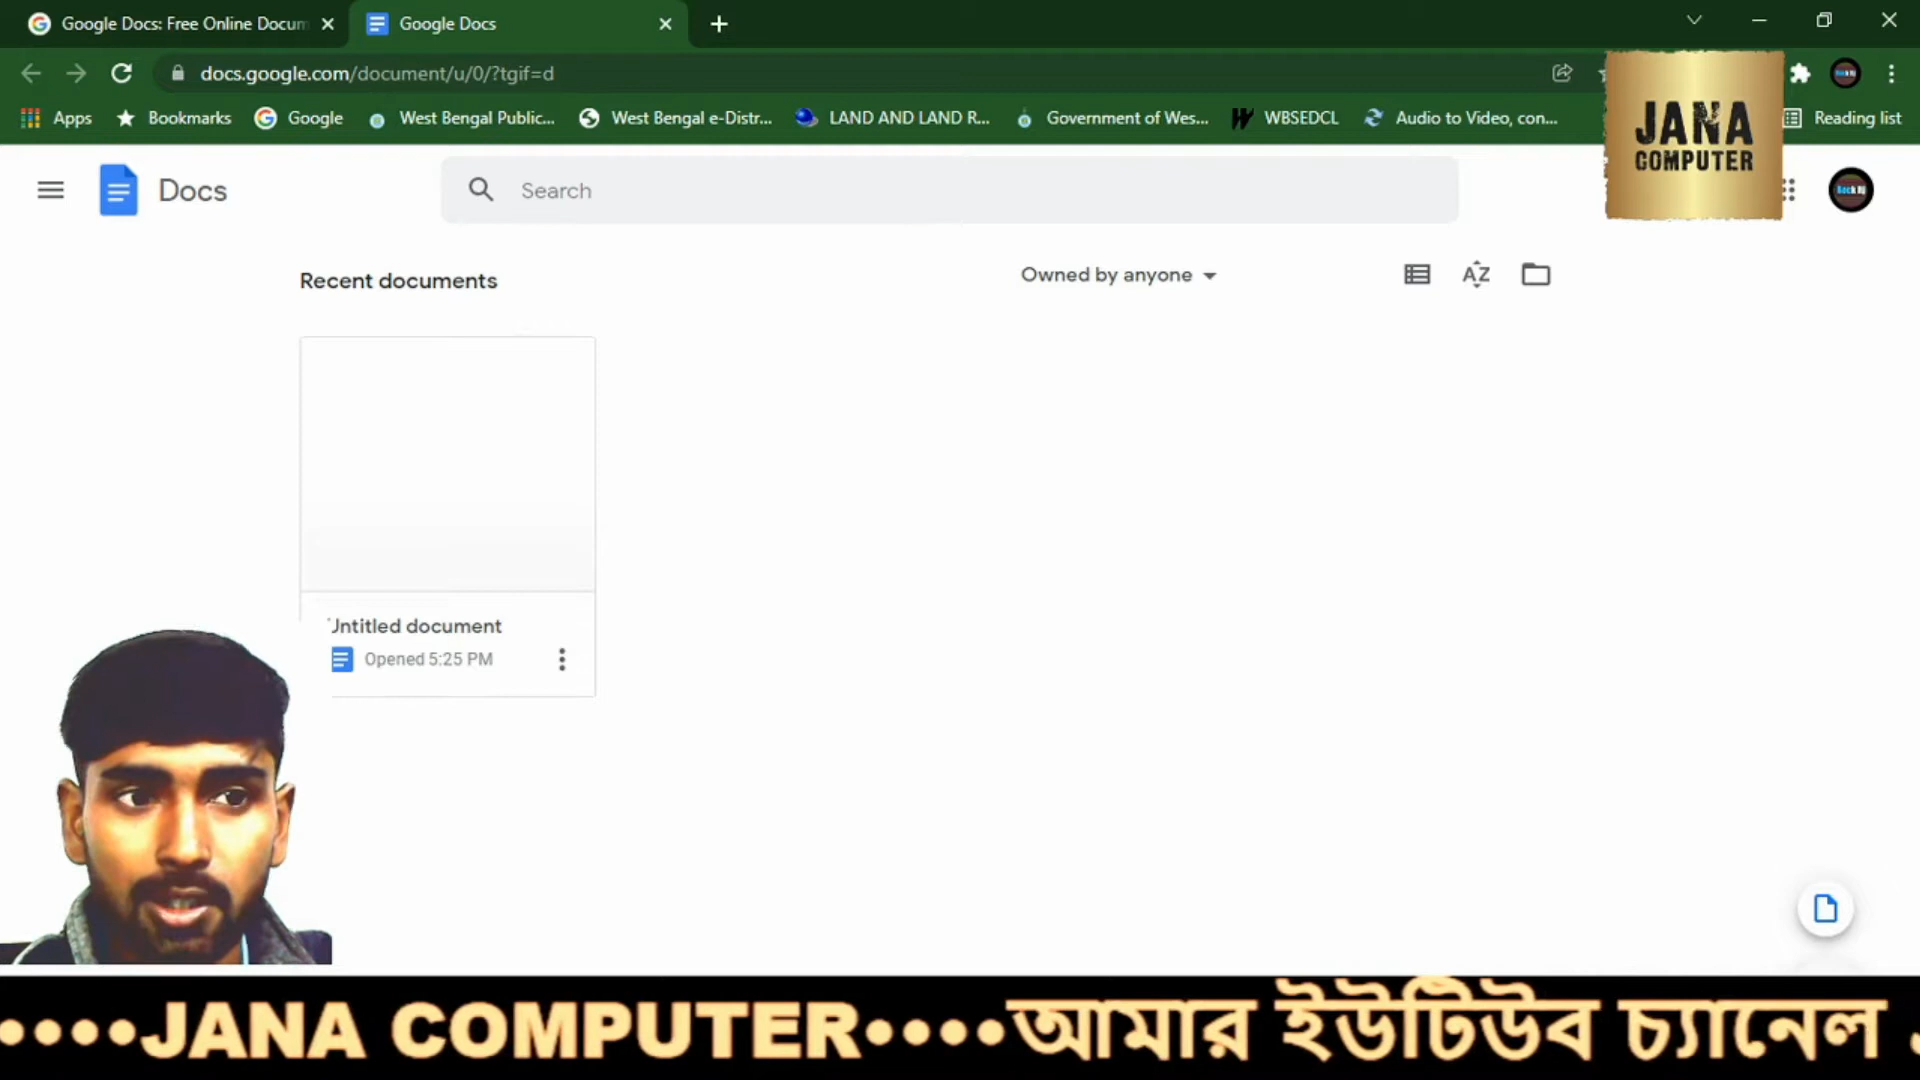 Google Docs: Free Online Docum
Google Docs
docs.google.com/document/u/0/?tgif=d
Apps
Bookmarks
Google
West Bengal Public...
West Bengal e-Distr...
LAND AND LAND R...
Government of Wes...
WBSEDCL
Audio to Video, con...
Reading list
JANA
COMPUTER
Docs
Search
Recent documents
Owned by anyone
AZ
Untitled document
Opened 5:25 PM
••••JANA COMPUTER••••আমার ইউটিউব চ্যানেল